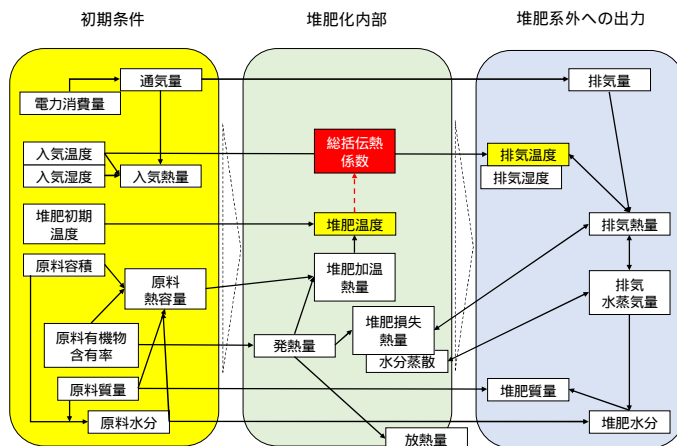 初期条件
通気量
電力消費量
入気温度
入気湿度
入気熱量
堆肥初期
温度
原料容積
原料
熱容量
原料有機物
含有率
原料質量
原料水分
堆肥化内部
総括伝熱
係数
堆肥温度
堆肥加温
熱量
発熱量
堆肥損失
熱量
水分蒸散
放熱量
堆肥系外への出力
排気量
排気温度
排気湿度
排気熱量
排気
水蒸気量
堆肥質量
堆肥水分